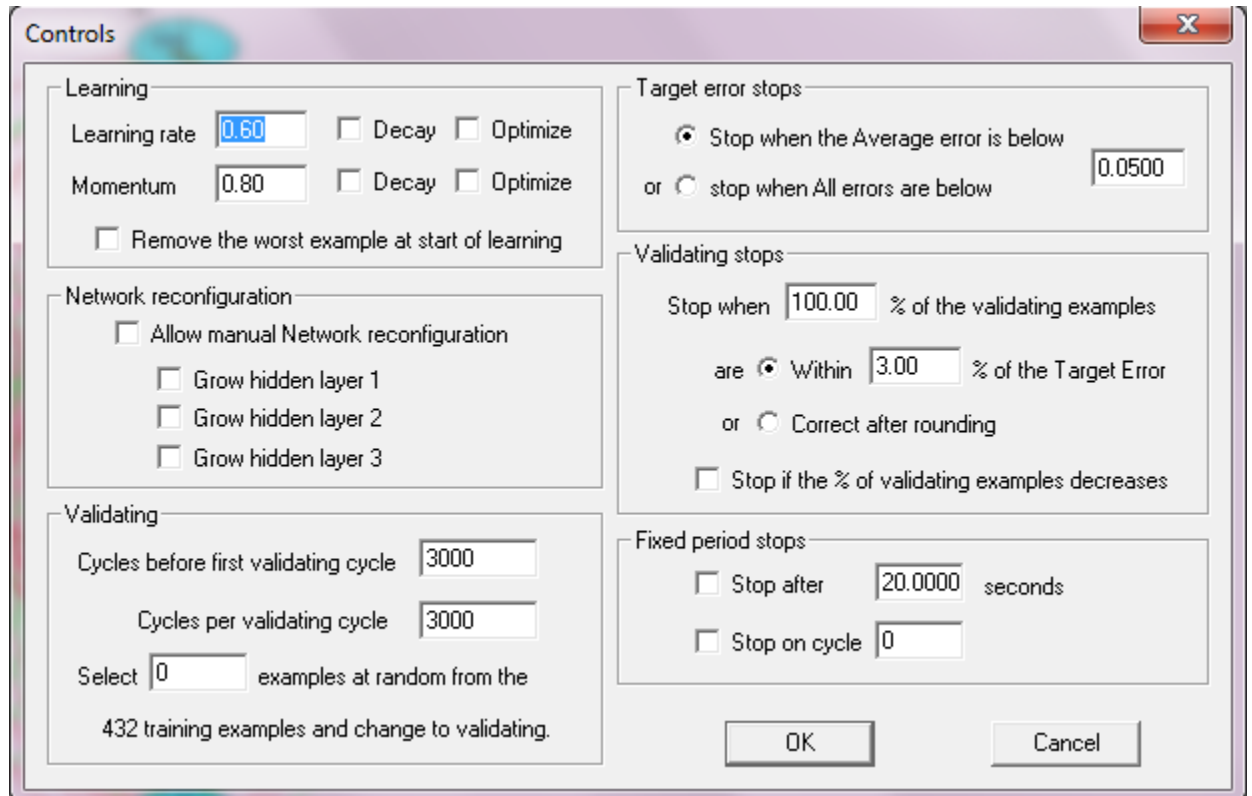 Controls
Learning
Learning rate 0.60 Decay Optimize
Momentum 0.80 Decay Optimize
Remove the worst example at start of learning
Network reconfiguration
Allow manual Network reconfiguration
Grow hidden layer 1
Grow hidden layer 2
Grow hidden layer 3
Validating
Cycles before first validating cycle 3000
Cycles per validating cycle 3000
Select 0 examples at random from the
432 training examples and change to validating.
Target error stops
Stop when the Average error is below
or stop when All errors are below 0.0500
Validating stops
Stop when 100.00 % of the validating examples
are Within 3.00 % of the Target Error
or Correct after rounding
Stop if the % of validating examples decreases
Fixed period stops
Stop after 20.0000 seconds
Stop on cycle 0
OK Cancel